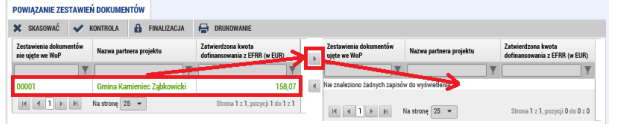 POWIĄZANIE ZESTAWIEŃ DOKUMENTÓW
SKASOWAĆ KONTROLA FINALIZACJA DRUKOWANIE
Zestawienia dokumentów nie ujęte we WoP
Nazwa partnera projektu
Zatwierdzona kwota dofinansowania z EFRR (w EUR)
00001 Gmina Kamieniec Ząbkowicki 158,07
1 Na stronę 25 Strona 1 z 1, pozycji 1 do 1 z 1
Zestawienia dokumentów ujęte we WoP
Nazwa partnera projektu
Zatwierdzona kwota dofinansowania z EFRR (w EUR)
Nie znaleziono żadnych zapisów do wyświetlenia
1 Na stronę 25 Strona 1 z 1, pozycji 0 do 0 z 0